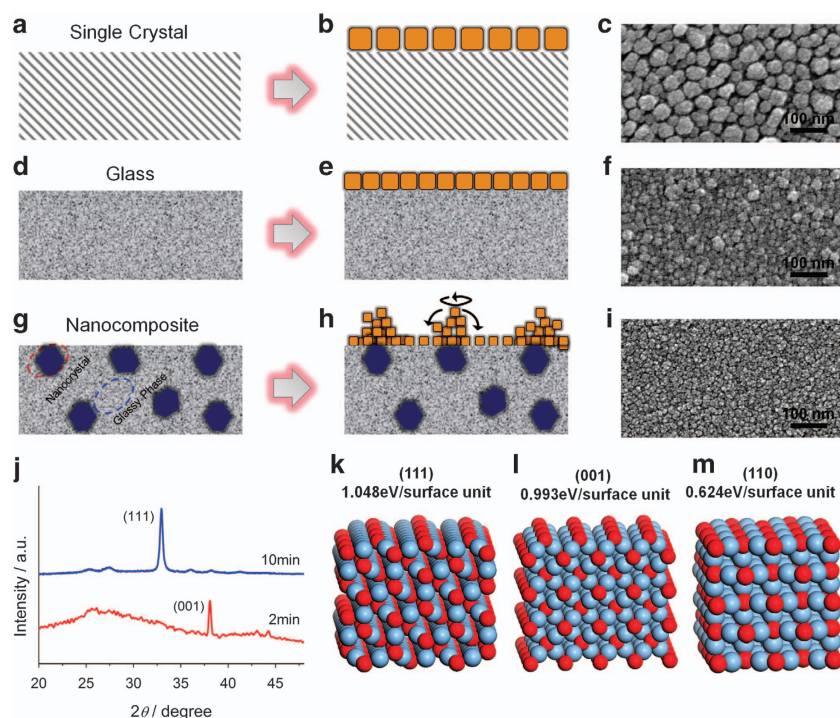 a
Single Crystal
b
c
100 nm
d
Glass
e
f
100 nm
g
Nanocomposite
h
i
Nanocrystal
Glassy Phase
100 nm
j
(111)
10min
(001)
2min
Intensity / a.u.
20 25 30 35 40 45
2θ / degree
k
(111)
1.048eV/surface unit
l
(001)
0.993eV/surface unit
m
(110)
0.624eV/surface unit